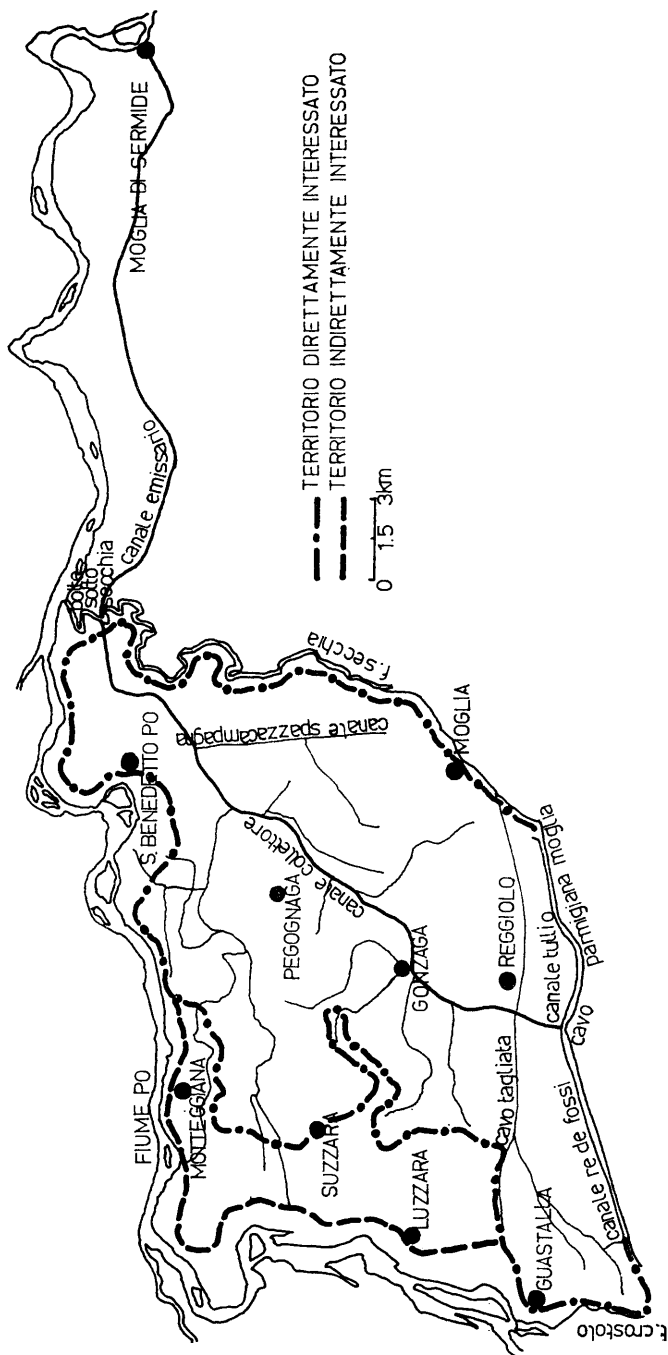 FIUME PO
MOTTEGGIANA
S. BENEDETTO PO
botte
sotto
secchia
canale emissario
MOGLIA DI SERMIDE
SUZZARA
LUZZARA
GUASTALLA
PEGOGNAGA
GONZAGA
REGGIOLO
MOGLIA
canale collettore
canale spazzacampagna
f. secchia
cavo tagliata
canale re de fossi
canale tullio
cavo parmigiana moglia
t. crostolo
TERRITORIO DIRETTAMENTE INTERESSATO
TERRITORIO INDIRETTAMENTE INTERESSATO
0 1.5 3km